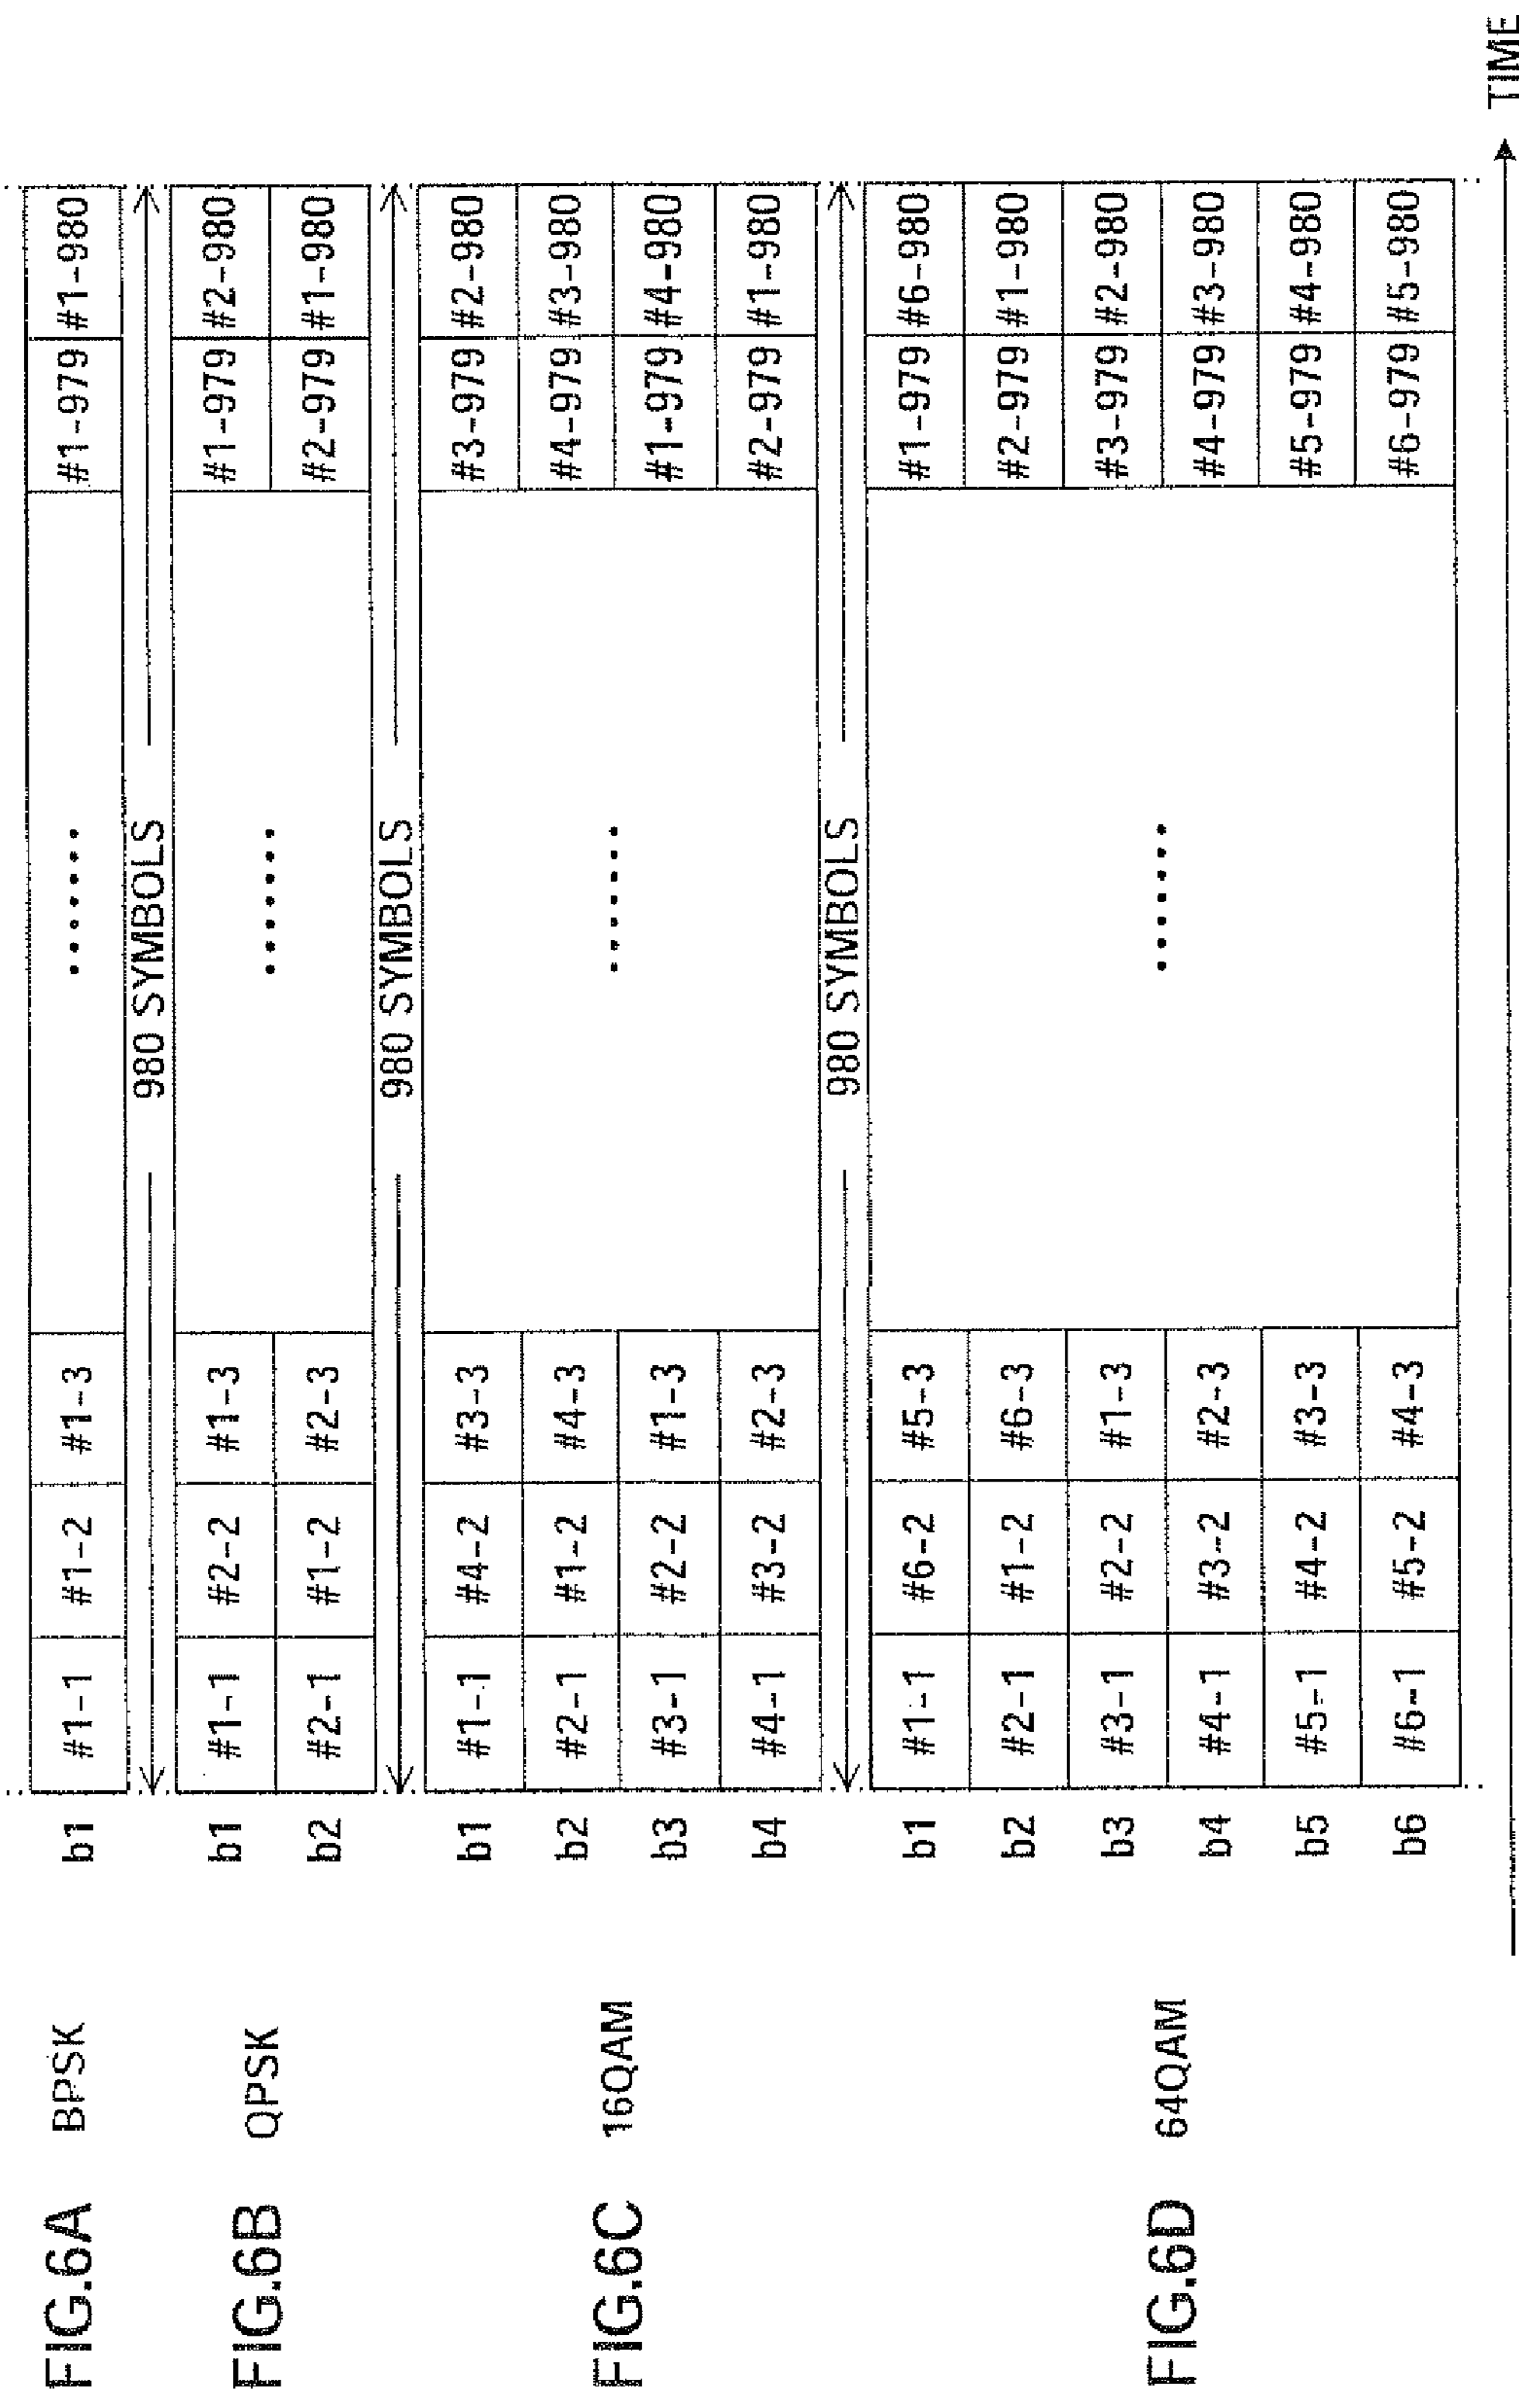 FIG.6A BPSK
b1 #1-1 #1-2 #1-3 ······· #1-979 #1-980
980 SYMBOLS
FIG.6B QPSK
b1 #1-1 #2-2 #1-3 ······· #1-979 #2-980
b2 #2-1 #1-2 #2-3 #2-979 #1-980
980 SYMBOLS
FIG.6C 16QAM
b1 #1-1 #4-2 #3-3 ······· #3-979 #2-980
b2 #2-1 #1-2 #4-3 #4-979 #3-980
b3 #3-1 #2-2 #1-3 #1-979 #4-980
b4 #4-1 #3-2 #2-3 #2-979 #1-980
980 SYMBOLS
FIG.6D 64QAM
b1 #1-1 #6-2 #5-3 ······· #1-979 #6-980
b2 #2-1 #1-2 #6-3 #2-979 #1-980
b3 #3-1 #2-2 #1-3 #3-979 #2-980
b4 #4-1 #3-2 #2-3 #4-979 #3-980
b5 #5-1 #4-2 #3-3 #5-979 #4-980
b6 #6-1 #5-2 #4-3 #6-979 #5-980
TIME